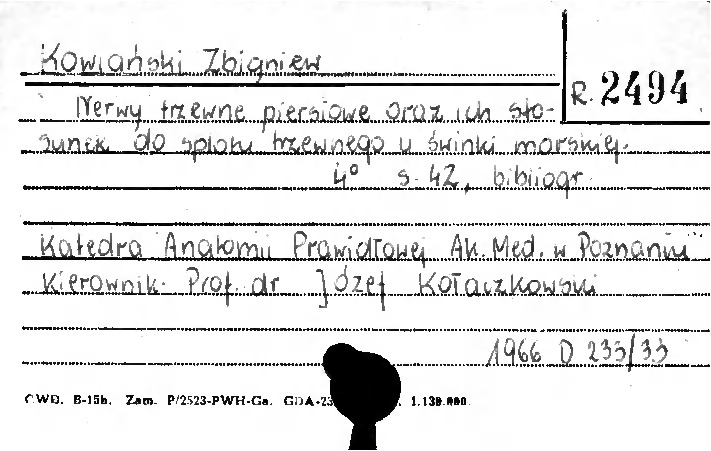 Kowiański Zbigniew
R. 2494
Nerwy trzewne piersiowe oraz ich sto-
sunek do splotu trzewnego u świnki morskiej.
4° s. 42, bibliogr.
Katedra Anatomii Prawidłowej Ak. Med. w Poznaniu
Kierownik: Prof. dr Józef Kołaczkowski
1966 D 233/33
CWD. B-15b. Zam. P/2523-PWH-Ga. GDA-23 1.139.000.